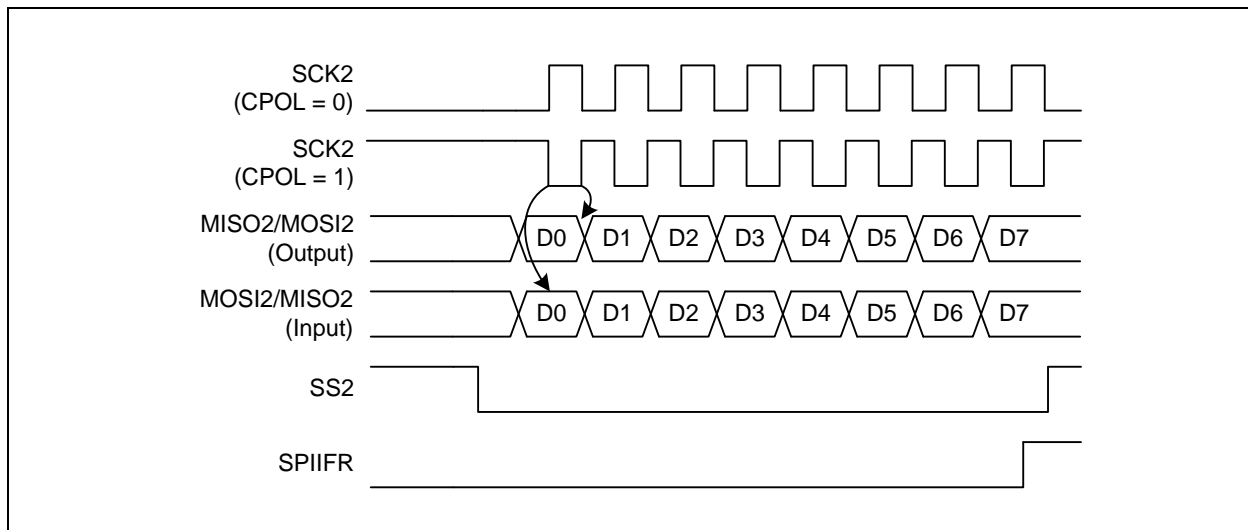 SCK2
(CPOL = 0)
SCK2
(CPOL = 1)
MISO2/MOSI2
(Output)
D0 D1 D2 D3 D4 D5 D6 D7
MOSI2/MISO2
(Input)
D0 D1 D2 D3 D4 D5 D6 D7
SS2
SPIIFR